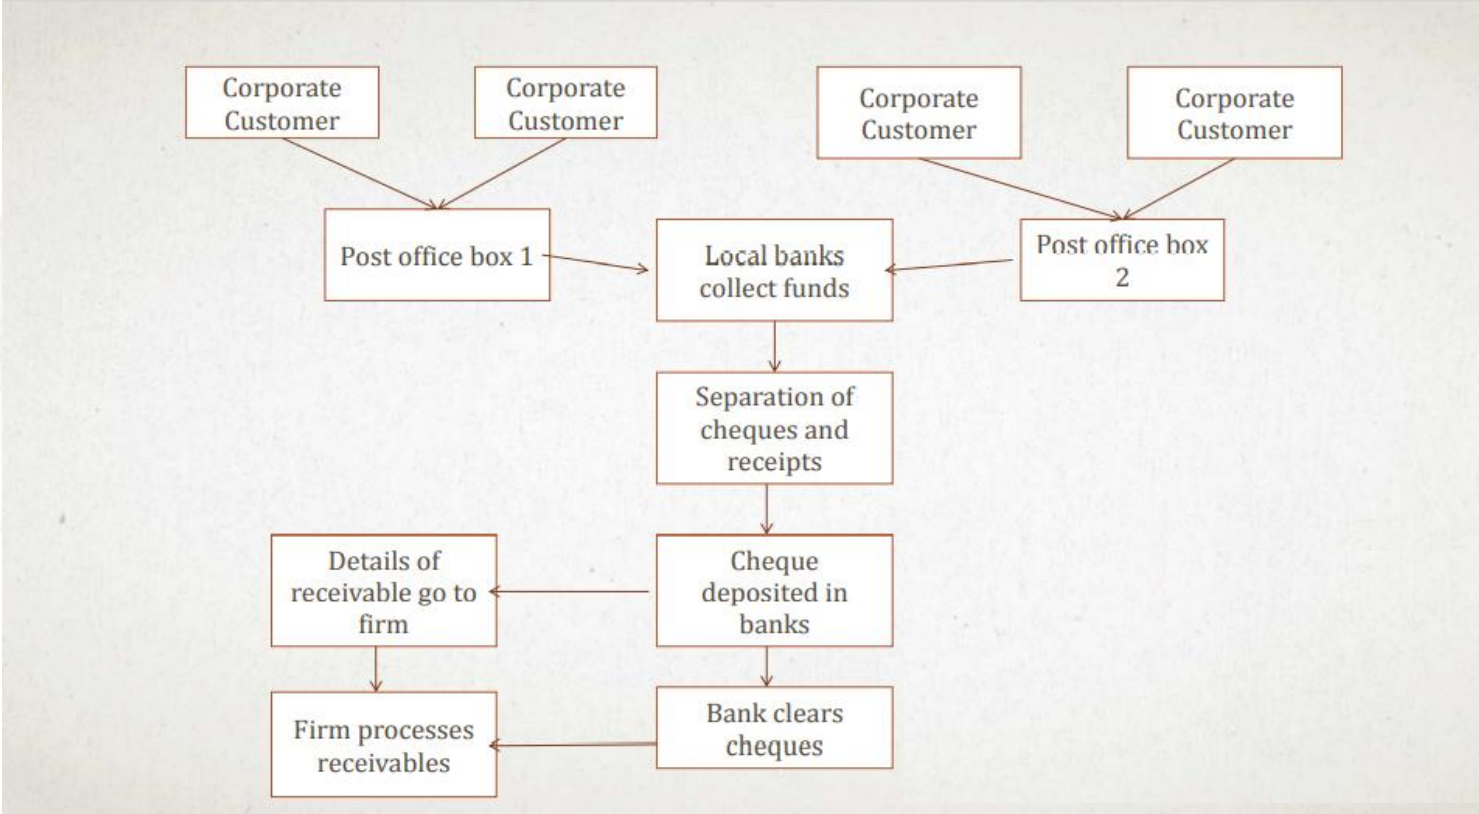 Corporate
Customer
Corporate
Customer
Corporate
Customer
Corporate
Customer
Post office box 1
Local banks
collect funds
Post office box
2
Separation of
cheques and
receipts
Details of
receivable go to
firm
Cheque
deposited in
banks
Firm processes
receivables
Bank clears
cheques